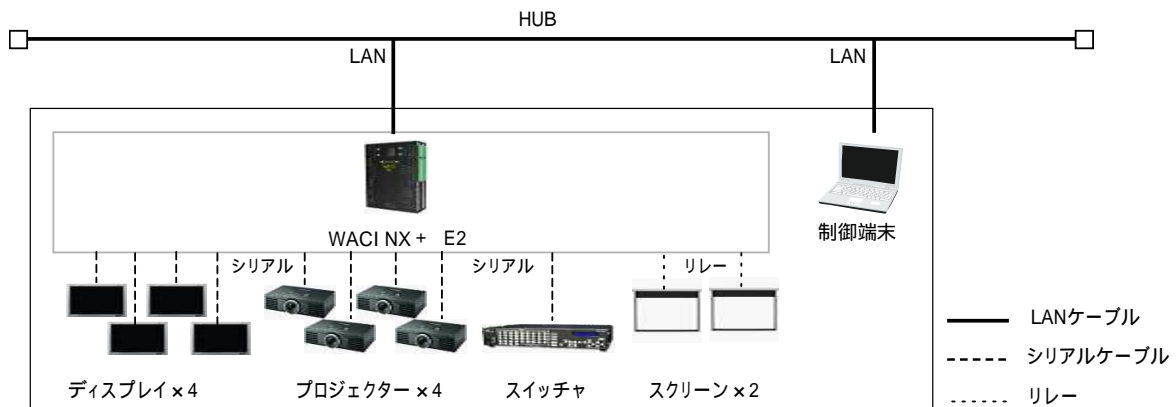 HUB
LAN
LAN
WACI NX + E2
制御端末
シリアル
シリアル
リレー
LANケーブル
シリアルケーブル
リレー
ディスプレイ×4
プロジェクター×4
スイッチャ
スクリーン×2